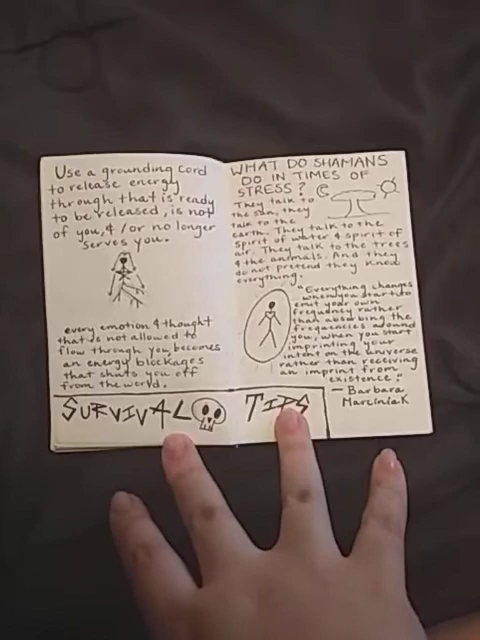 Use a grounding cord
to release energy
through that is ready
to be released, is not
of you, & / or no longer
serves you.
every emotion & thought
that is not allowed to
flow through you, becomes
an energy blockages
that shuts you off
from the world.
WHAT DO SHAMANS
DO IN TIMES OF
STRESS?
They talk to
the sun, they
talk to the
earth. They talk to the
spirit of water & spirit of
air. They talk to the trees
& the animals. And they
do not pretend they know
everything.
"Everything changes
when you start to
emit your own
frequency rather
than absorbing the
frequencies around
you, when you start
imprinting your
intent on the universe
rather than receiving
an imprint from
existence."
— Barbara
Marciniak
SURVIVAL TIPS